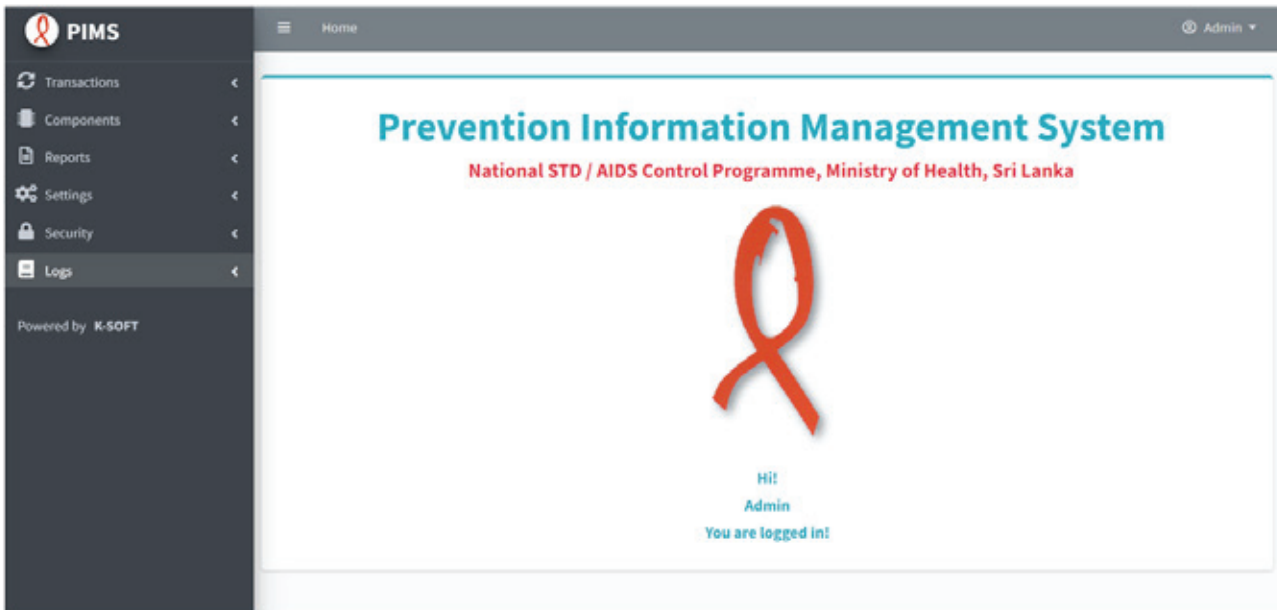 PIMS
Transactions
Components
Reports
Settings
Security
Logs
Powered by K-SOFT
Home
Admin
Prevention Information Management System
National STD / AIDS Control Programme, Ministry of Health, Sri Lanka
Hi!
Admin
You are logged in!